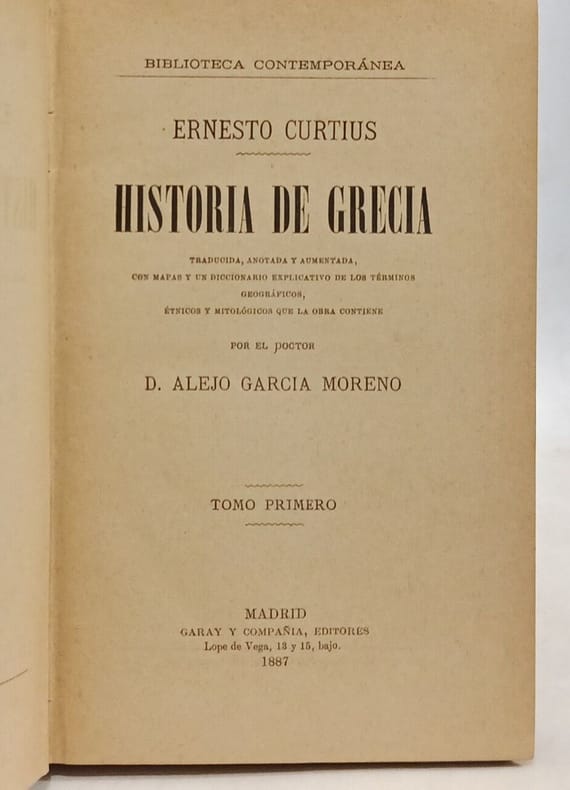 BIBLIOTECA CONTEMPORÁNEA
ERNESTO CURTIUS
HISTORIA DE GRECIA
TRADUCIDA, ANOTADA Y AUMENTADA,
CON MAPAS Y UN DICCIONARIO EXPLICATIVO DE LOS TÉRMINOS
GEOGRÁFICOS,
ÉTNICOS Y MITOLÓGICOS QUE LA OBRA CONTIENE
POR EL DOCTOR
D. ALEJO GARCIA MORENO
TOMO PRIMERO
MADRID
GARAY Y COMPAÑIA, EDITORES
Lope de Vega, 13 y 15, bajo.
1887